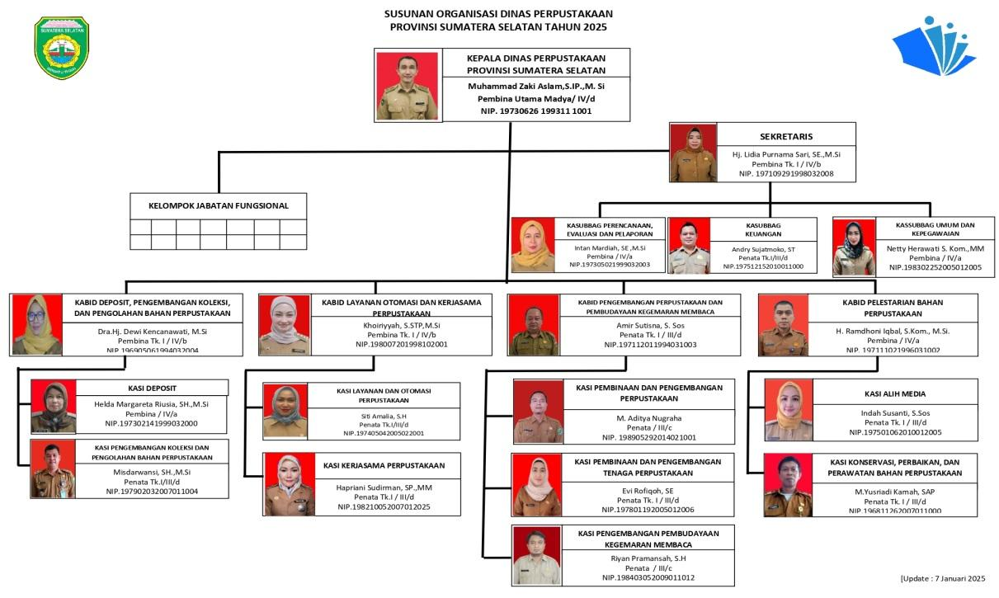 SUSUNAN ORGANISASI DINAS PERPUSTAKAAN
PROVINSI SUMATERA SELATAN TAHUN 2025
SUMATERA SELATAN
KEPALA DINAS PERPUSTAKAAN
PROVINSI SUMATERA SELATAN
Muhammad Zaki Aslam,S.IP.,M. Si
Pembina Utama Madya/ IV/d
NIP. 19730626 199311 1001
SEKRETARIS
Hj. Lidia Purnama Sari, SE.,M.Si
Pembina Tk. I / IV/b
NIP. 197109291998032008
KELOMPOK JABATAN FUNGSIONAL
KASUBBAG PERENCANAAN,
EVALUASI DAN PELAPORAN
Intan Mardiah, SE ,M.Si
Pembina / IV/a
NIP.197305021999032003
KASUBBAG
KEUANGAN
Andry Sujatmoko, ST
Penata Tk.I/III/d
NIP.197512152010011000
KASSUBBAG UMUM DAN
KEPEGAWAIAN
Netty Herawati S. Kom.,MM
Pembina / IV/a
NIP.198302252005012005
KABID DEPOSIT, PENGEMBANGAN KOLEKSI,
DAN PENGOLAHAN BAHAN PERPUSTAKAAN
Dra.Hj. Dewi Kencanawati, M.Si
Pembina Tk. I / IV/b
NIP.196905061994032004
KABID LAYANAN OTOMASI DAN KERJASAMA
PERPUSTAKAAN
Khoiriyyah, S.STP,M.Si
Pembina Tk. I / IV/b
NIP.198007201998102001
KABID PENGEMBANGAN PERPUSTAKAAN DAN
PEMBUDAYAAN KEGEMARAN MEMBACA
Amir Sutisna, S. Sos
Penata Tk. I / III/d
NIP.197112011994031003
KABID PELESTARIAN BAHAN
PERPUSTAKAAN
H. Ramdhoni Iqbal, S.Kom., M.Si.
Pembina / IV/a
NIP. 197111021996031002
KASI DEPOSIT
Helda Margareta Riusia, SH.,M.Si
Pembina / IV/a
NIP.197302141999032000
KASI PENGEMBANGAN KOLEKSI DAN
PENGOLAHAN BAHAN PERPUSTAKAAN
Misdarwansi, SH.,M.Si
Penata Tk.I/III/d
NIP.197902032007011004
KASI LAYANAN DAN OTOMASI
PERPUSTAKAAN
Siti Amalia, S.H
Penata Tk.I/III/d
NIP.197405042005022001
KASI KERJASAMA PERPUSTAKAAN
Hapriani Sudirman, SP.,MM
Penata Tk.I / III/d
NIP.198210052007012025
KASI PEMBINAAN DAN PENGEMBANGAN
PERPUSTAKAAN
M. Aditya Nugraha
Penata / III/c
NIP. 198905292014021001
KASI PEMBINAAN DAN PENGEMBANGAN
TENAGA PERPUSTAKAAN
Evi Rofiqoh, SE
Penata Tk. I / III/d
NIP.197801192005012006
KASI PENGEMBANGAN PEMBUDAYAAN
KEGEMARAN MEMBACA
Riyan Pramansah, S.H
Penata / III/c
NIP.198403052009011012
KASI ALIH MEDIA
Indah Susanti, S.Sos
Penata Tk. I / III/d
NIP.197501062010012005
KASI KONSERVASI, PERBAIKAN, DAN
PERAWATAN BAHAN PERPUSTAKAAN
M.Yusriadi Kamah, SAP
Penata Tk. I / III/d
NIP.196811262007011000
[Update : 7 Januari 2025